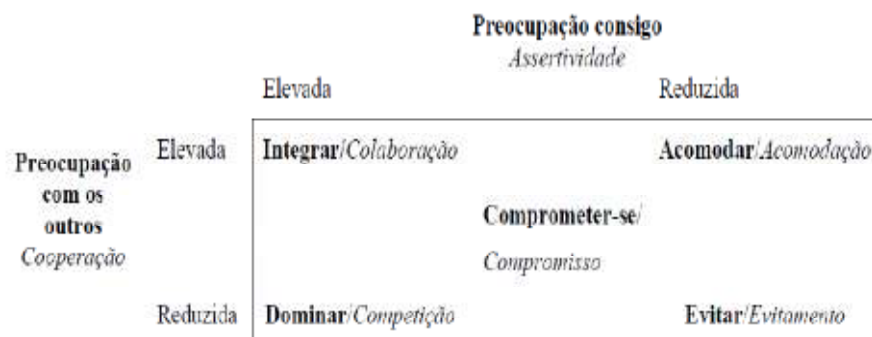 Preocupação consigo
Assertividade
Elevada Reduzida
Preocupação
com os
outros
Cooperação
Elevada Integrar/Colaboração Acomodar/Acomodação
Comprometer-se/
Compromisso
Reduzida Dominar/Competição Evitar/Evitamento